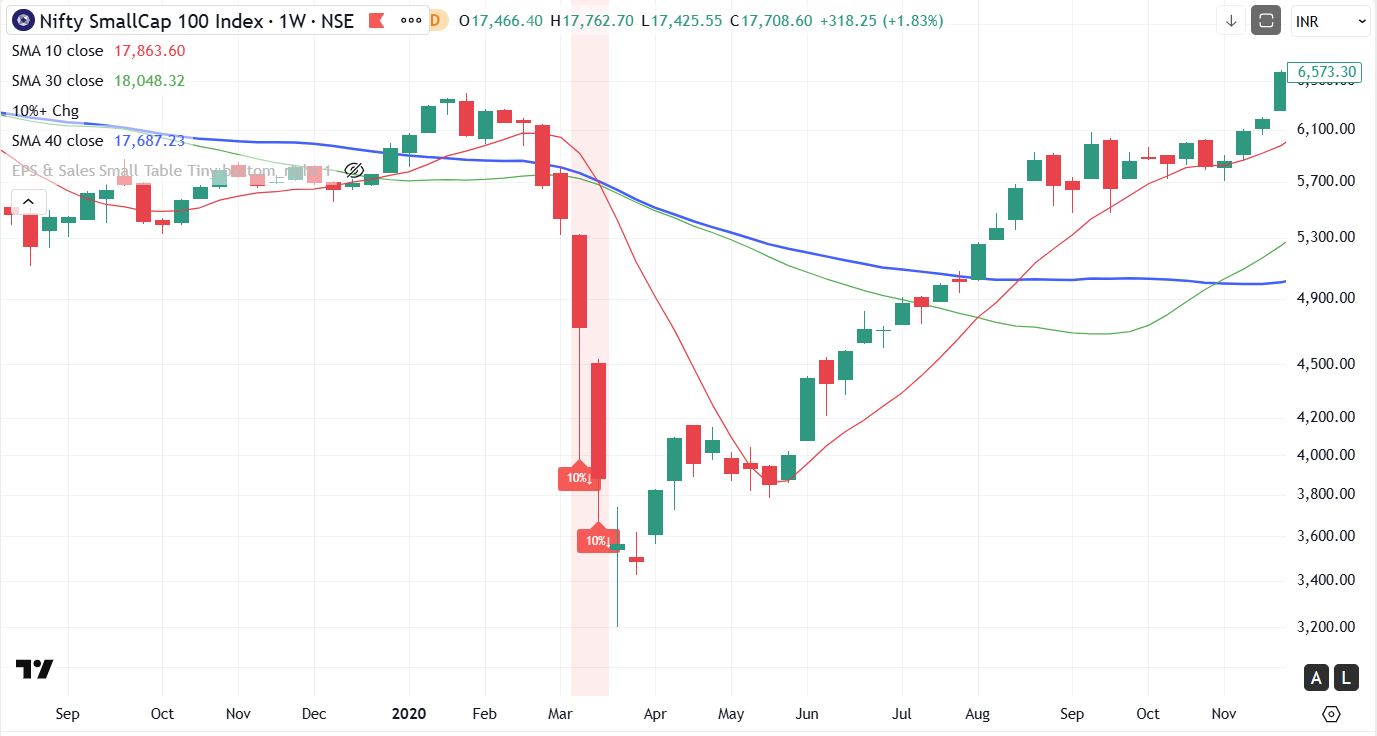 Nifty SmallCap 100 Index · 1W · NSE
D
O17,466.40 H17,762.70 L17,425.55 C17,708.60 +318.25 (+1.83%)
INR
SMA 10 close 17,863.60
SMA 30 close 18,048.32
10%+ Chg
SMA 40 close 17,687.23
EPS & Sales Small Table Tiny bottom_right 1
6,573.30
6,100.00
5,700.00
5,300.00
4,900.00
4,500.00
4,200.00
4,000.00
3,800.00
3,600.00
3,400.00
3,200.00
10%↓
10%↓
A L
Sep Oct Nov Dec 2020 Feb Mar Apr May Jun Jul Aug Sep Oct Nov